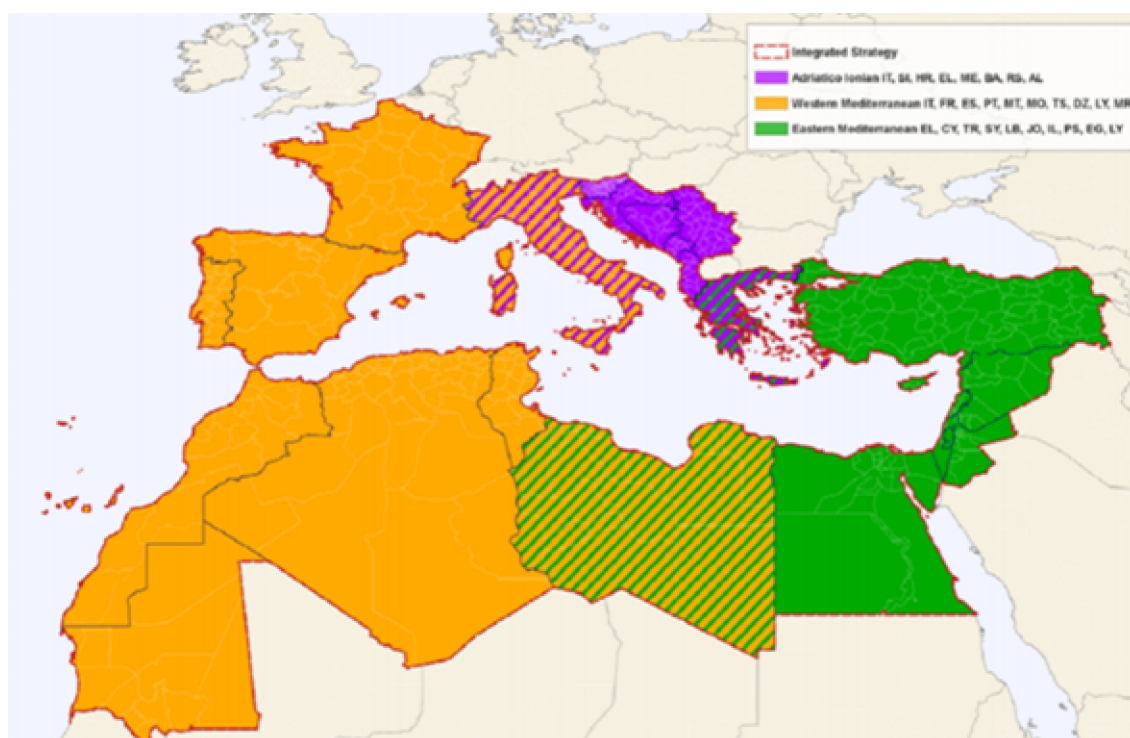 Integrated Strategy
Adriatico Ionian IT, SI, HR, EL, ME, BA, RS, AL
Western Mediterranean IT, FR, ES, PT, MT, MO, TS, DZ, LY, MR
Eastern Mediterranean EL, CY, TR, SY, LB, JO, IL, PS, EG, LY